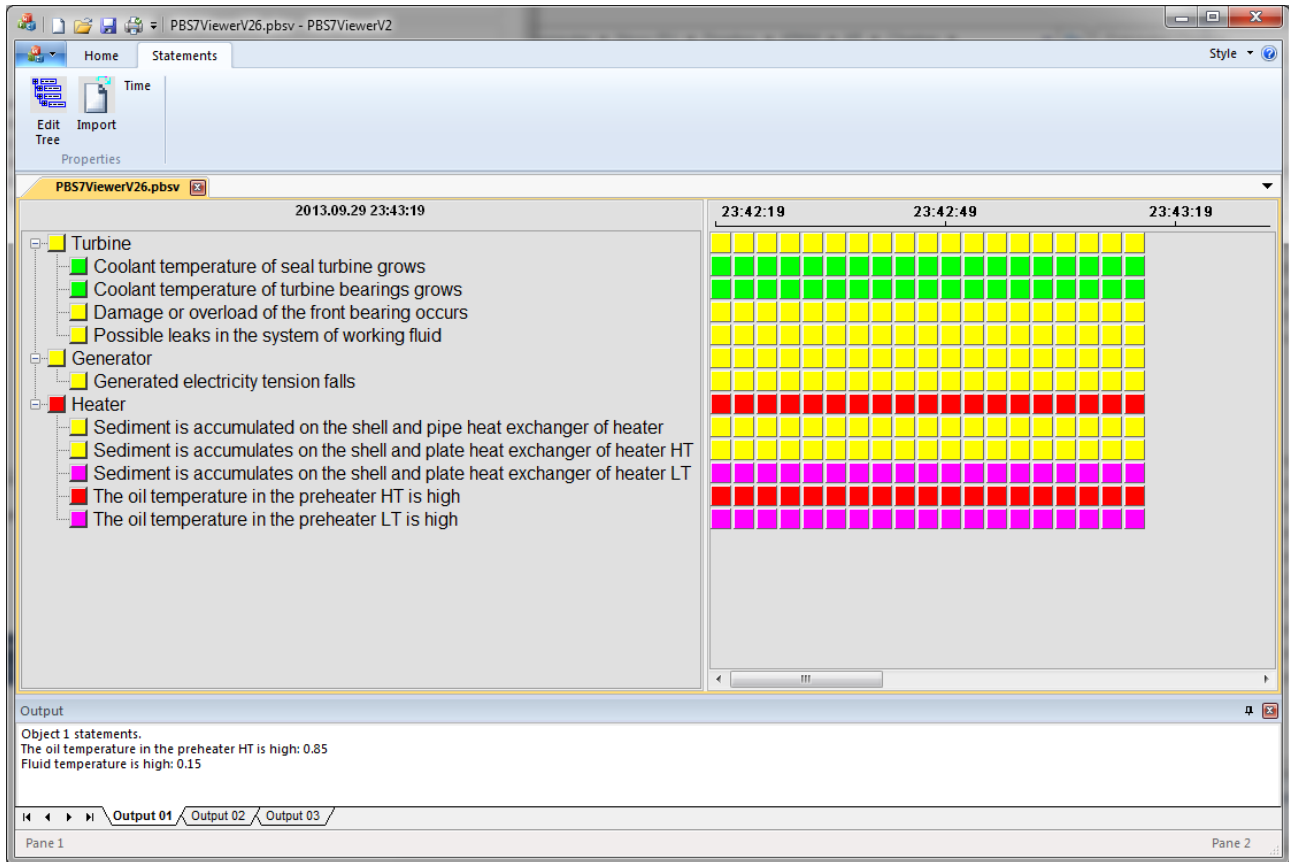 PBS7ViewerV26.pbsv - PBS7ViewerV2
Home Statements Style
Time
Edit Tree Import
Properties
PBS7ViewerV26.pbsv
2013.09.29 23:43:19 23:42:19 23:42:49 23:43:19
Turbine
Coolant temperature of seal turbine grows
Coolant temperature of turbine bearings grows
Damage or overload of the front bearing occurs
Possible leaks in the system of working fluid
Generator
Generated electricity tension falls
Heater
Sediment is accumulated on the shell and pipe heat exchanger of heater
Sediment is accumulates on the shell and plate heat exchanger of heater HT
Sediment is accumulates on the shell and plate heat exchanger of heater LT
The oil temperature in the preheater HT is high
The oil temperature in the preheater LT is high
Output
Object 1 statements.
The oil temperature in the preheater HT is high: 0.85
Fluid temperature is high: 0.15
Output 01 Output 02 Output 03
Pane 1 Pane 2